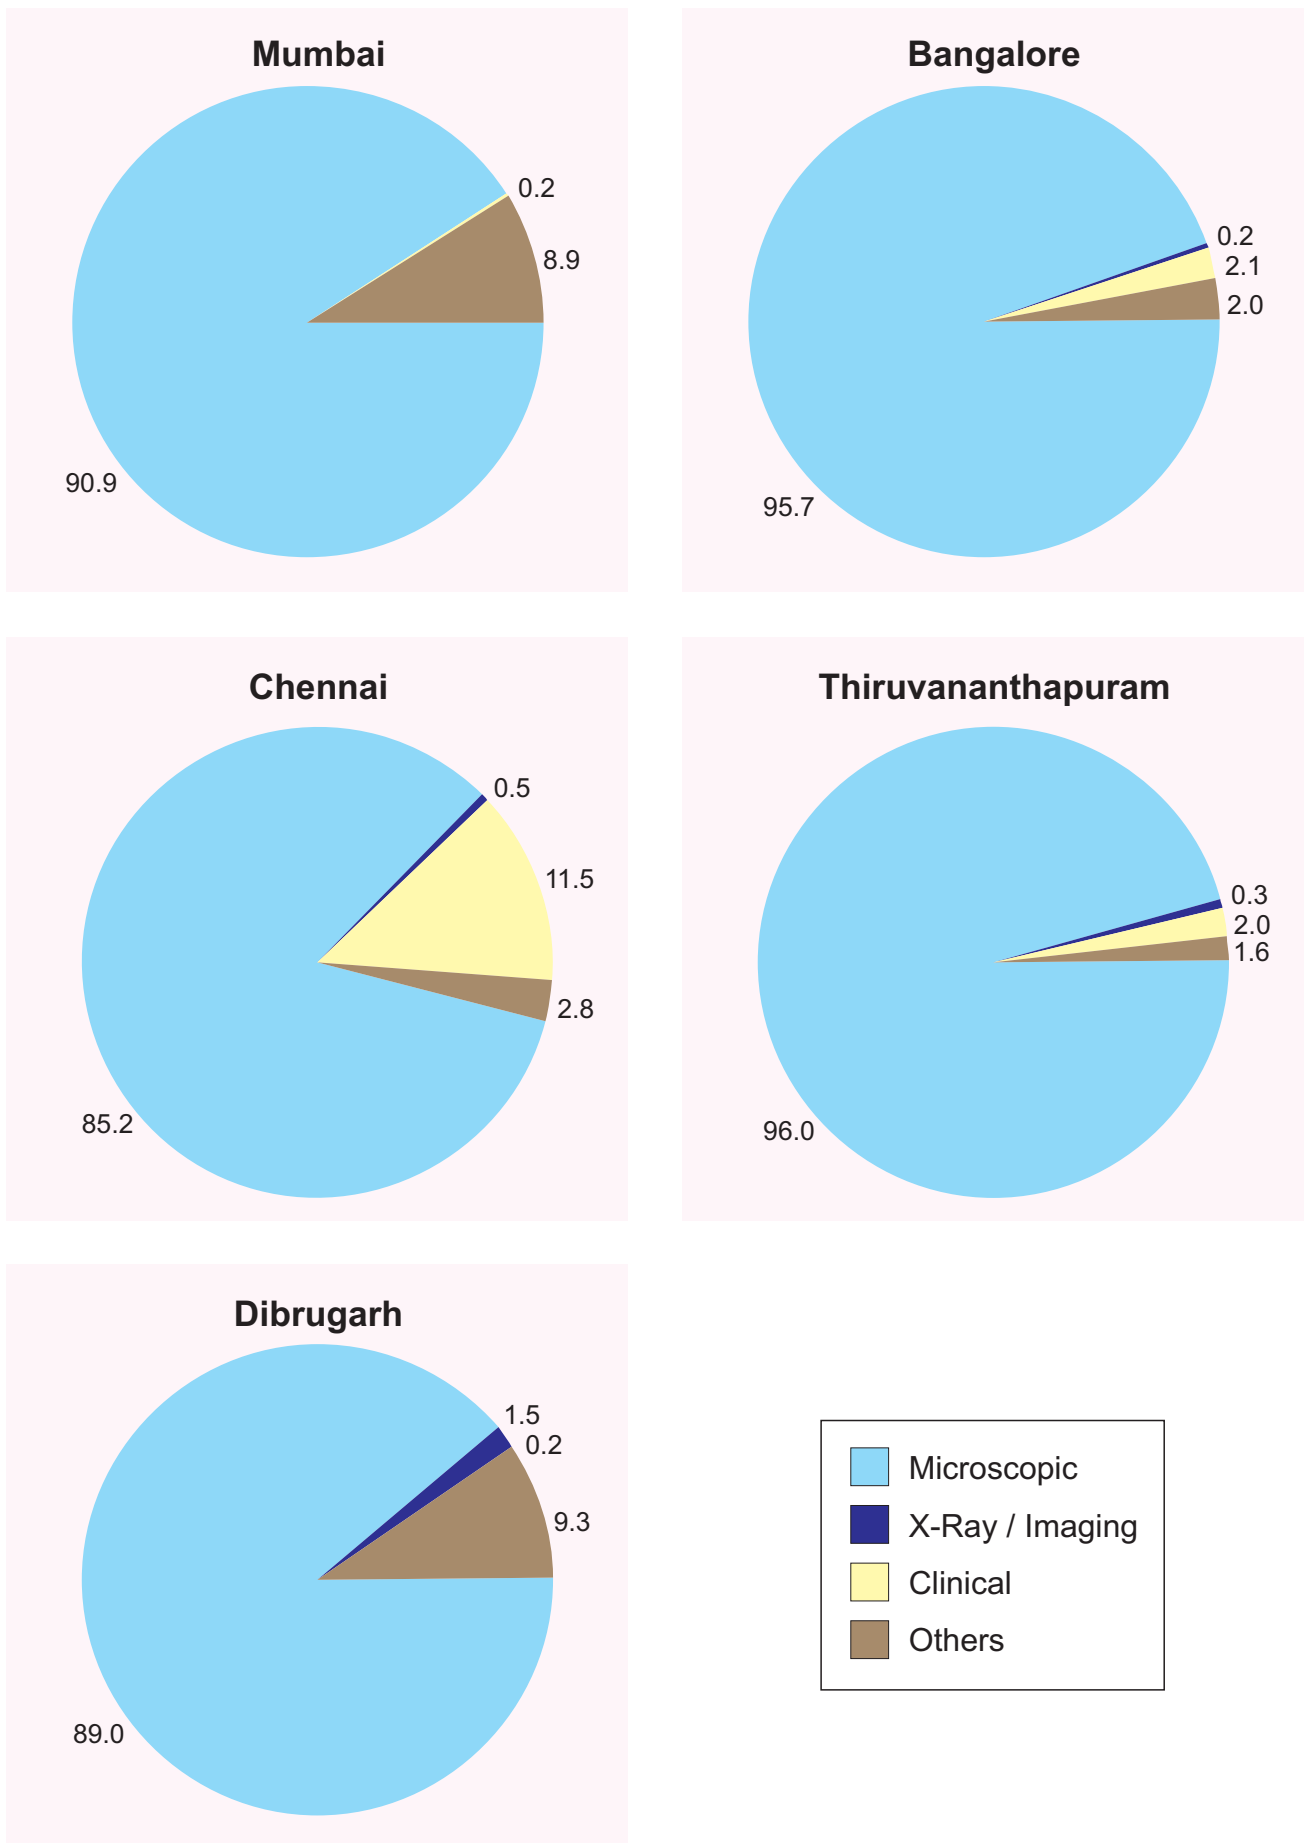 Mumbai
0.2
8.9
90.9
Bangalore
0.2
2.1
2.0
95.7
Chennai
0.5
11.5
2.8
85.2
Thiruvananthapuram
0.3
2.0
1.6
96.0
Dibrugarh
1.5
0.2
9.3
89.0
Microscopic
X-Ray / Imaging
Clinical
Others